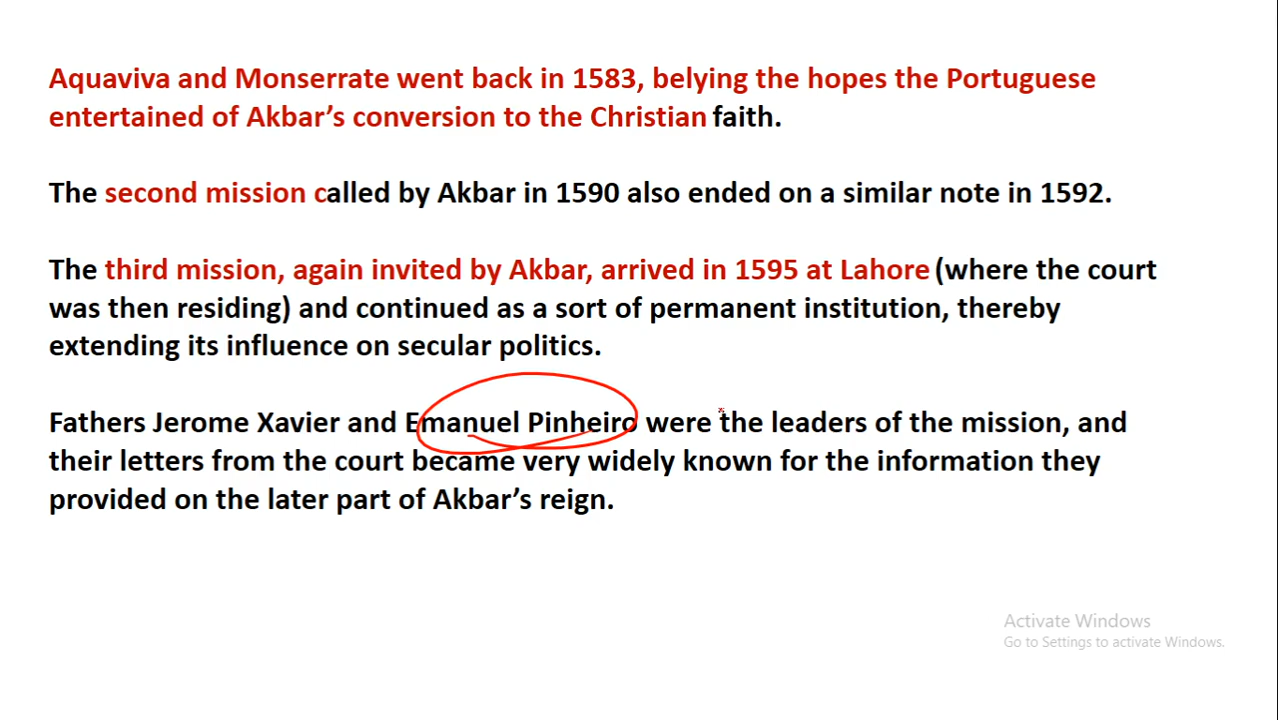 Aquaviva and Monserrate went back in 1583, belying the hopes the Portuguese
entertained of Akbar’s conversion to the Christian faith.
The second mission called by Akbar in 1590 also ended on a similar note in 1592.
The third mission, again invited by Akbar, arrived in 1595 at Lahore (where the court
was then residing) and continued as a sort of permanent institution, thereby
extending its influence on secular politics.
Fathers Jerome Xavier and Emanuel Pinheiro were the leaders of the mission, and
their letters from the court became very widely known for the information they
provided on the later part of Akbar’s reign.
Activate Windows
Go to Settings to activate Windows.